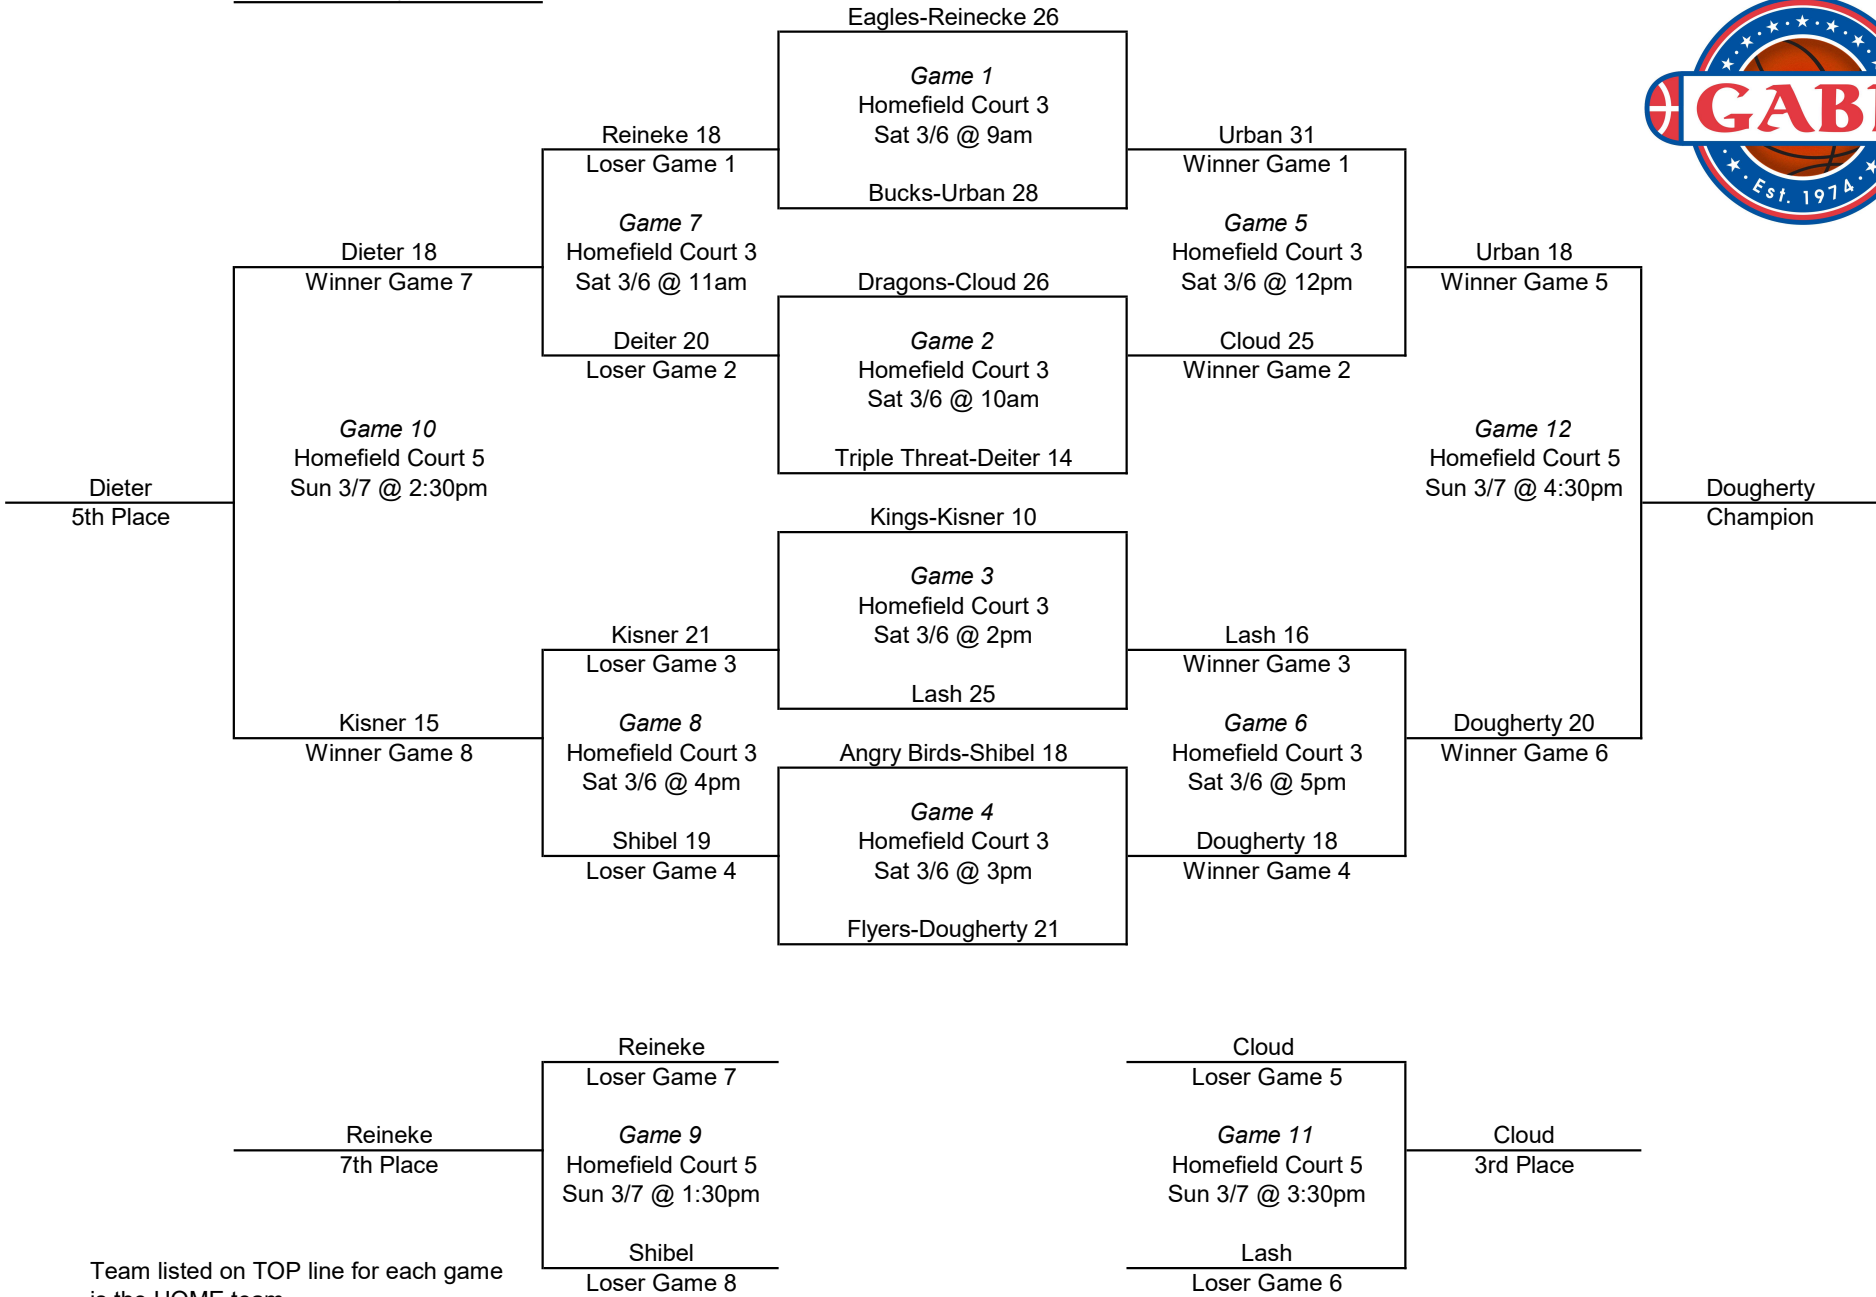 Eagles-Reinecke 26
Game 1
Homefield Court 3
Sat 3/6 @ 9am
Bucks-Urban 28
Reineke 18
Loser Game 1
Game 7
Homefield Court 3
Sat 3/6 @ 11am
Deiter 20
Loser Game 2
Urban 31
Winner Game 1
Game 5
Homefield Court 3
Sat 3/6 @ 12pm
Cloud 25
Winner Game 2
Dieter 18
Winner Game 7
Dragons-Cloud 26
Game 2
Homefield Court 3
Sat 3/6 @ 10am
Triple Threat-Deiter 14
Urban 18
Winner Game 5
Game 10
Homefield Court 5
Sun 3/7 @ 2:30pm
Game 12
Homefield Court 5
Sun 3/7 @ 4:30pm
Dieter
5th Place
Dougherty
Champion
Kings-Kisner 10
Game 3
Homefield Court 3
Sat 3/6 @ 2pm
Lash 25
Kisner 21
Loser Game 3
Game 8
Homefield Court 3
Sat 3/6 @ 4pm
Shibel 19
Loser Game 4
Lash 16
Winner Game 3
Game 6
Homefield Court 3
Sat 3/6 @ 5pm
Dougherty 18
Winner Game 4
Kisner 15
Winner Game 8
Angry Birds-Shibel 18
Game 4
Homefield Court 3
Sat 3/6 @ 3pm
Flyers-Dougherty 21
Dougherty 20
Winner Game 6
Reineke
Loser Game 7
Game 9
Homefield Court 5
Sun 3/7 @ 1:30pm
Shibel
Loser Game 8
Reineke
7th Place
Cloud
Loser Game 5
Game 11
Homefield Court 5
Sun 3/7 @ 3:30pm
Lash
Loser Game 6
Cloud
3rd Place
Team listed on TOP line for each game
is the HOME team
GAB
Est. 1974